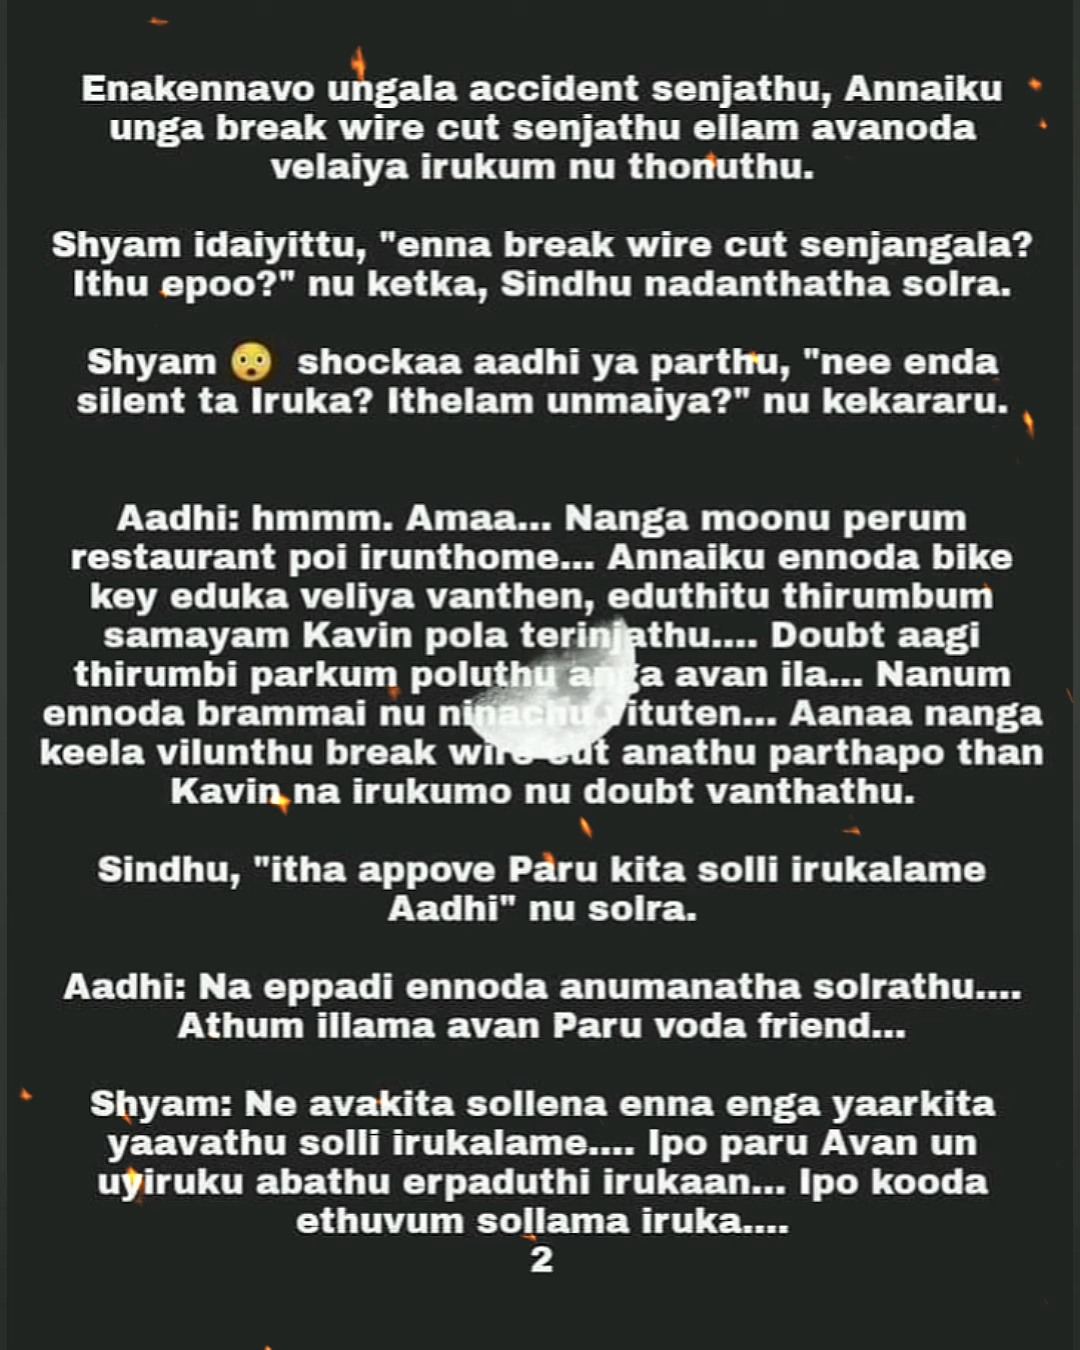 Enakennavo ungala accident senjathu, Annaiku
unga break wire cut senjathu ellam avanoda
velaiya irukum nu thonuthu.
Shyam idaiyittu, "enna break wire cut senjangala?
Ithu epoo?" nu ketka, Sindhu nadanthatha solra.
Shyam 😯 shockaa aadhi ya parthu, "nee enda
silent ta Iruka? Ithelam unmaiya?" nu kekararu.
Aadhi: hmmm. Amaa... Nanga moonu perum
restaurant poi irunthome... Annaiku ennoda bike
key eduka veliya vanthen, eduthitu thirumbum
samayam Kavin pola terinjathu.... Doubt aagi
thirumbi parkum poluthu anga avan ila... Nanum
ennoda brammai nu ninachu vituten... Aanaa nanga
keela vilunthu break wire cut anathu parthapo than
Kavin na irukumo nu doubt vanthathu.
Sindhu, "itha appove Paru kita solli irukalame
Aadhi" nu solra.
Aadhi: Na eppadi ennoda anumanatha solrathu....
Athum illama avan Paru voda friend...
Shyam: Ne avakita sollena enna enga yaarkita
yaavathu solli irukalame.... Ipo paru Avan un
uyiruku abathu erpaduthi irukaan... Ipo kooda
ethuvum sollama iruka....
2